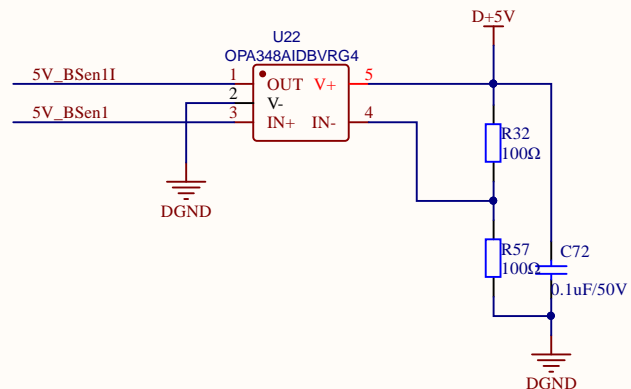 D+5V
U22
OPA348AIDBVRG4
5V_BSen1I 1 OUT V+ 5
2 V-
5V_BSen1 3 IN+ IN- 4
R32
100Ω
DGND
R57
100Ω
C72
0.1uF/50V
DGND